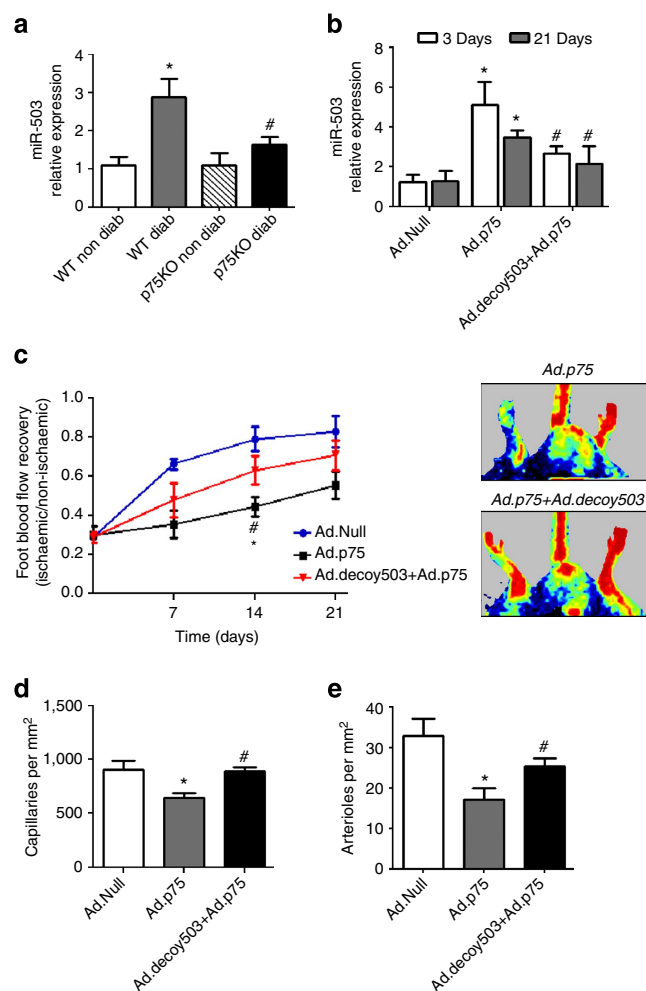 a
miR-503
relative expression
4
3
2
1
0
*
#
WT non diab
WT diab
p75KO non diab
p75KO diab
b
3 Days
21 Days
miR-503
relative expression
8
6
4
2
0
*
*
#
#
Ad.Null
Ad.p75
Ad.decoy503+Ad.p75
c
Foot blood flow recovery
(ischaemic/non-ischaemic)
1.0
0.8
0.6
0.4
0.2
0.0
#
*
Ad.Null
Ad.p75
Ad.decoy503+Ad.p75
7
14
21
Time (days)
Ad.p75
Ad.p75+Ad.decoy503
d
Capillaries per mm²
1,500
1,000
500
0
*
#
Ad.Null
Ad.p75
Ad.decoy503+Ad.p75
e
Arterioles per mm²
40
30
20
10
0
*
#
Ad.Null
Ad.p75
Ad.decoy503+Ad.p75